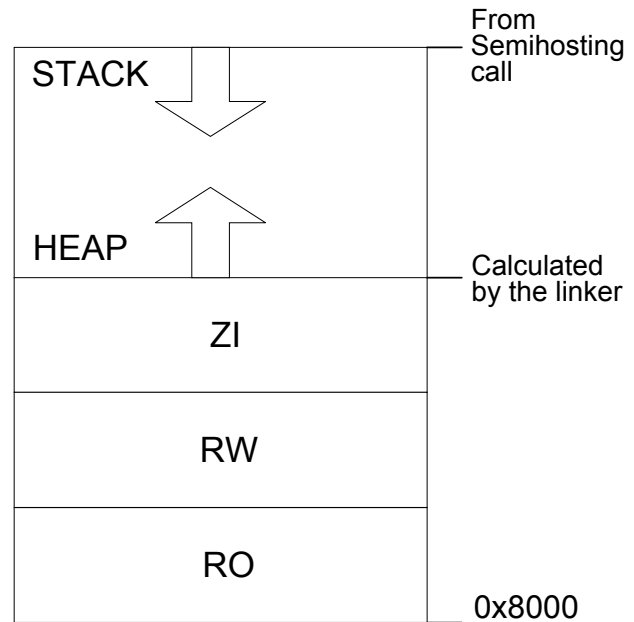 From
Semihosting
call
STACK
HEAP
Calculated
by the linker
ZI
RW
RO
0x8000